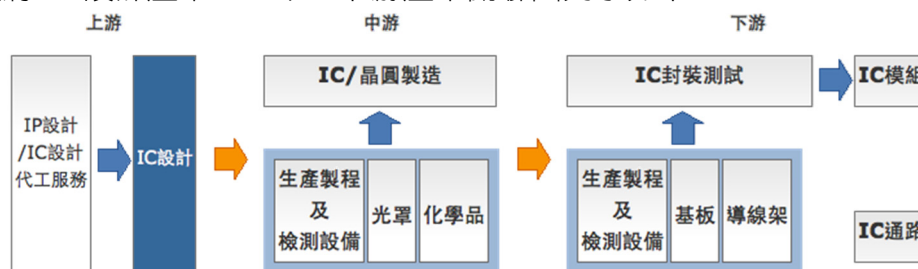 上游
中游
下游
IP設計
/IC設計
代工服務
IC設計
IC/晶圓製造
生產製程
及
檢測設備
光罩
化學品
IC封裝測試
生產製程
及
檢測設備
基板
導線架
IC模組
IC通路